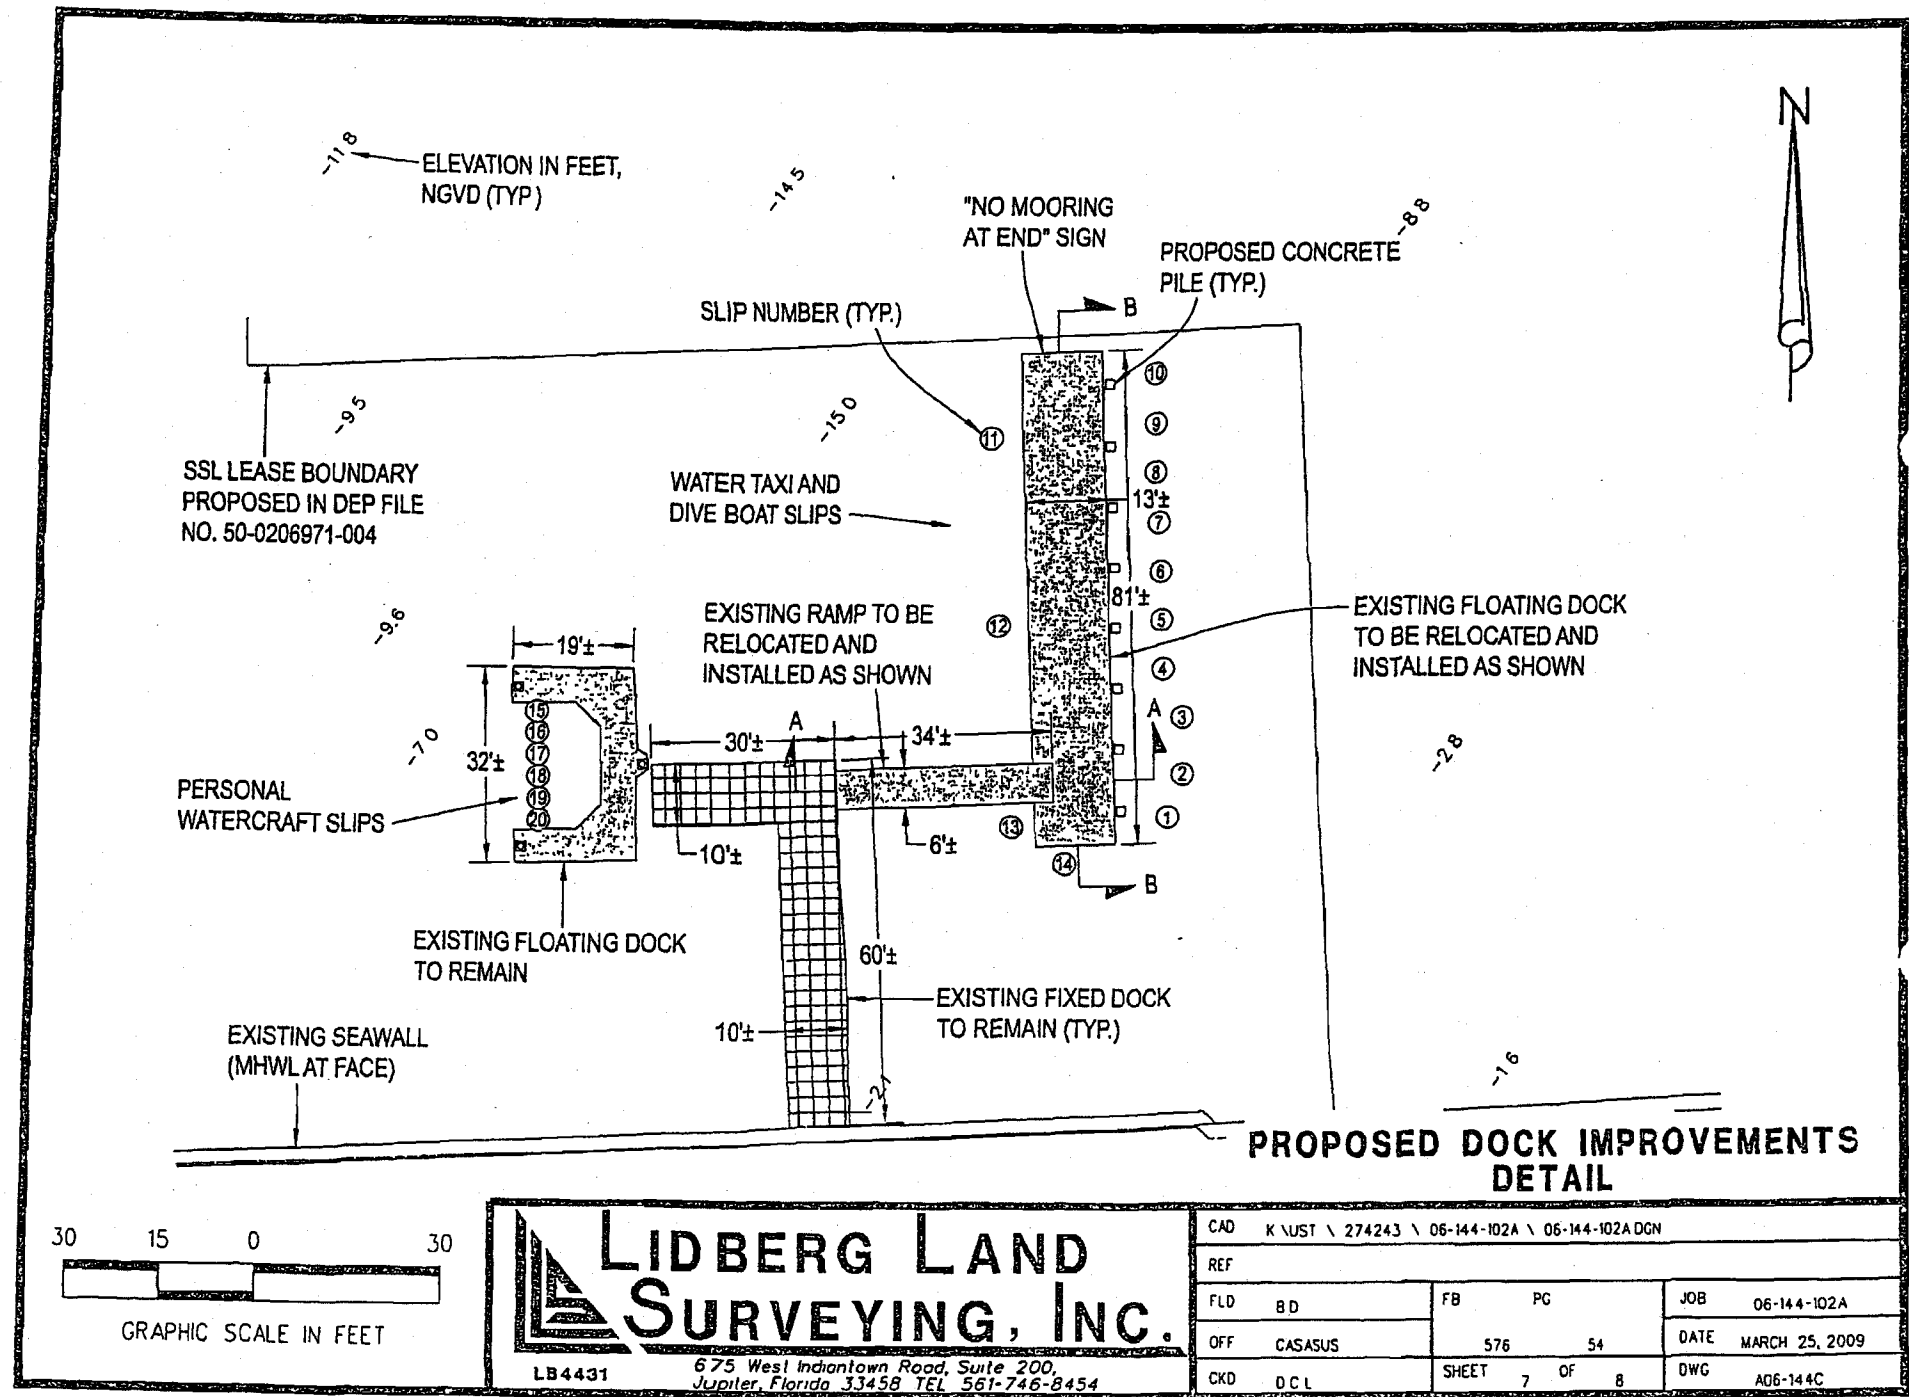 N
-11 8
ELEVATION IN FEET,
NGVD (TYP)
-14 5
-8 8
"NO MOORING
AT END" SIGN
PROPOSED CONCRETE
PILE (TYP.)
B
SLIP NUMBER (TYP.)
10
-9 5
-15 0
11
9
SSL LEASE BOUNDARY
PROPOSED IN DEP FILE
NO. 50-0206971-004
WATER TAXI AND
DIVE BOAT SLIPS
8
13'±
7
6
-9.6
EXISTING RAMP TO BE
RELOCATED AND
INSTALLED AS SHOWN
12
81'±
5
EXISTING FLOATING DOCK
TO BE RELOCATED AND
INSTALLED AS SHOWN
19'±
4
15
16
17
18
19
20
A
A
3
-7 0
32'±
30'±
34'±
-2 8
2
PERSONAL
WATERCRAFT SLIPS
13
1
10'±
6'±
14
B
EXISTING FLOATING DOCK
TO REMAIN
60'±
EXISTING FIXED DOCK
TO REMAIN (TYP.)
10'±
EXISTING SEAWALL
(MHWL AT FACE)
-2.1
-1 6
PROPOSED DOCK IMPROVEMENTS
DETAIL
30 15 0 30
GRAPHIC SCALE IN FEET
LIDBERG LAND
SURVEYING, INC.
LB4431
675 West Indiantown Road, Suite 200,
Jupiter, Florida 33458 TEL 561-746-8454
CAD K \UST \ 274243 \ 06-144-102A \ 06-144-102A DGN
REF
FLD BD
FB PG
JOB 06-144-102A
OFF CASASUS
576 54
DATE MARCH 25, 2009
CKD DCL
SHEET 7 OF 8
DWG A06-144C